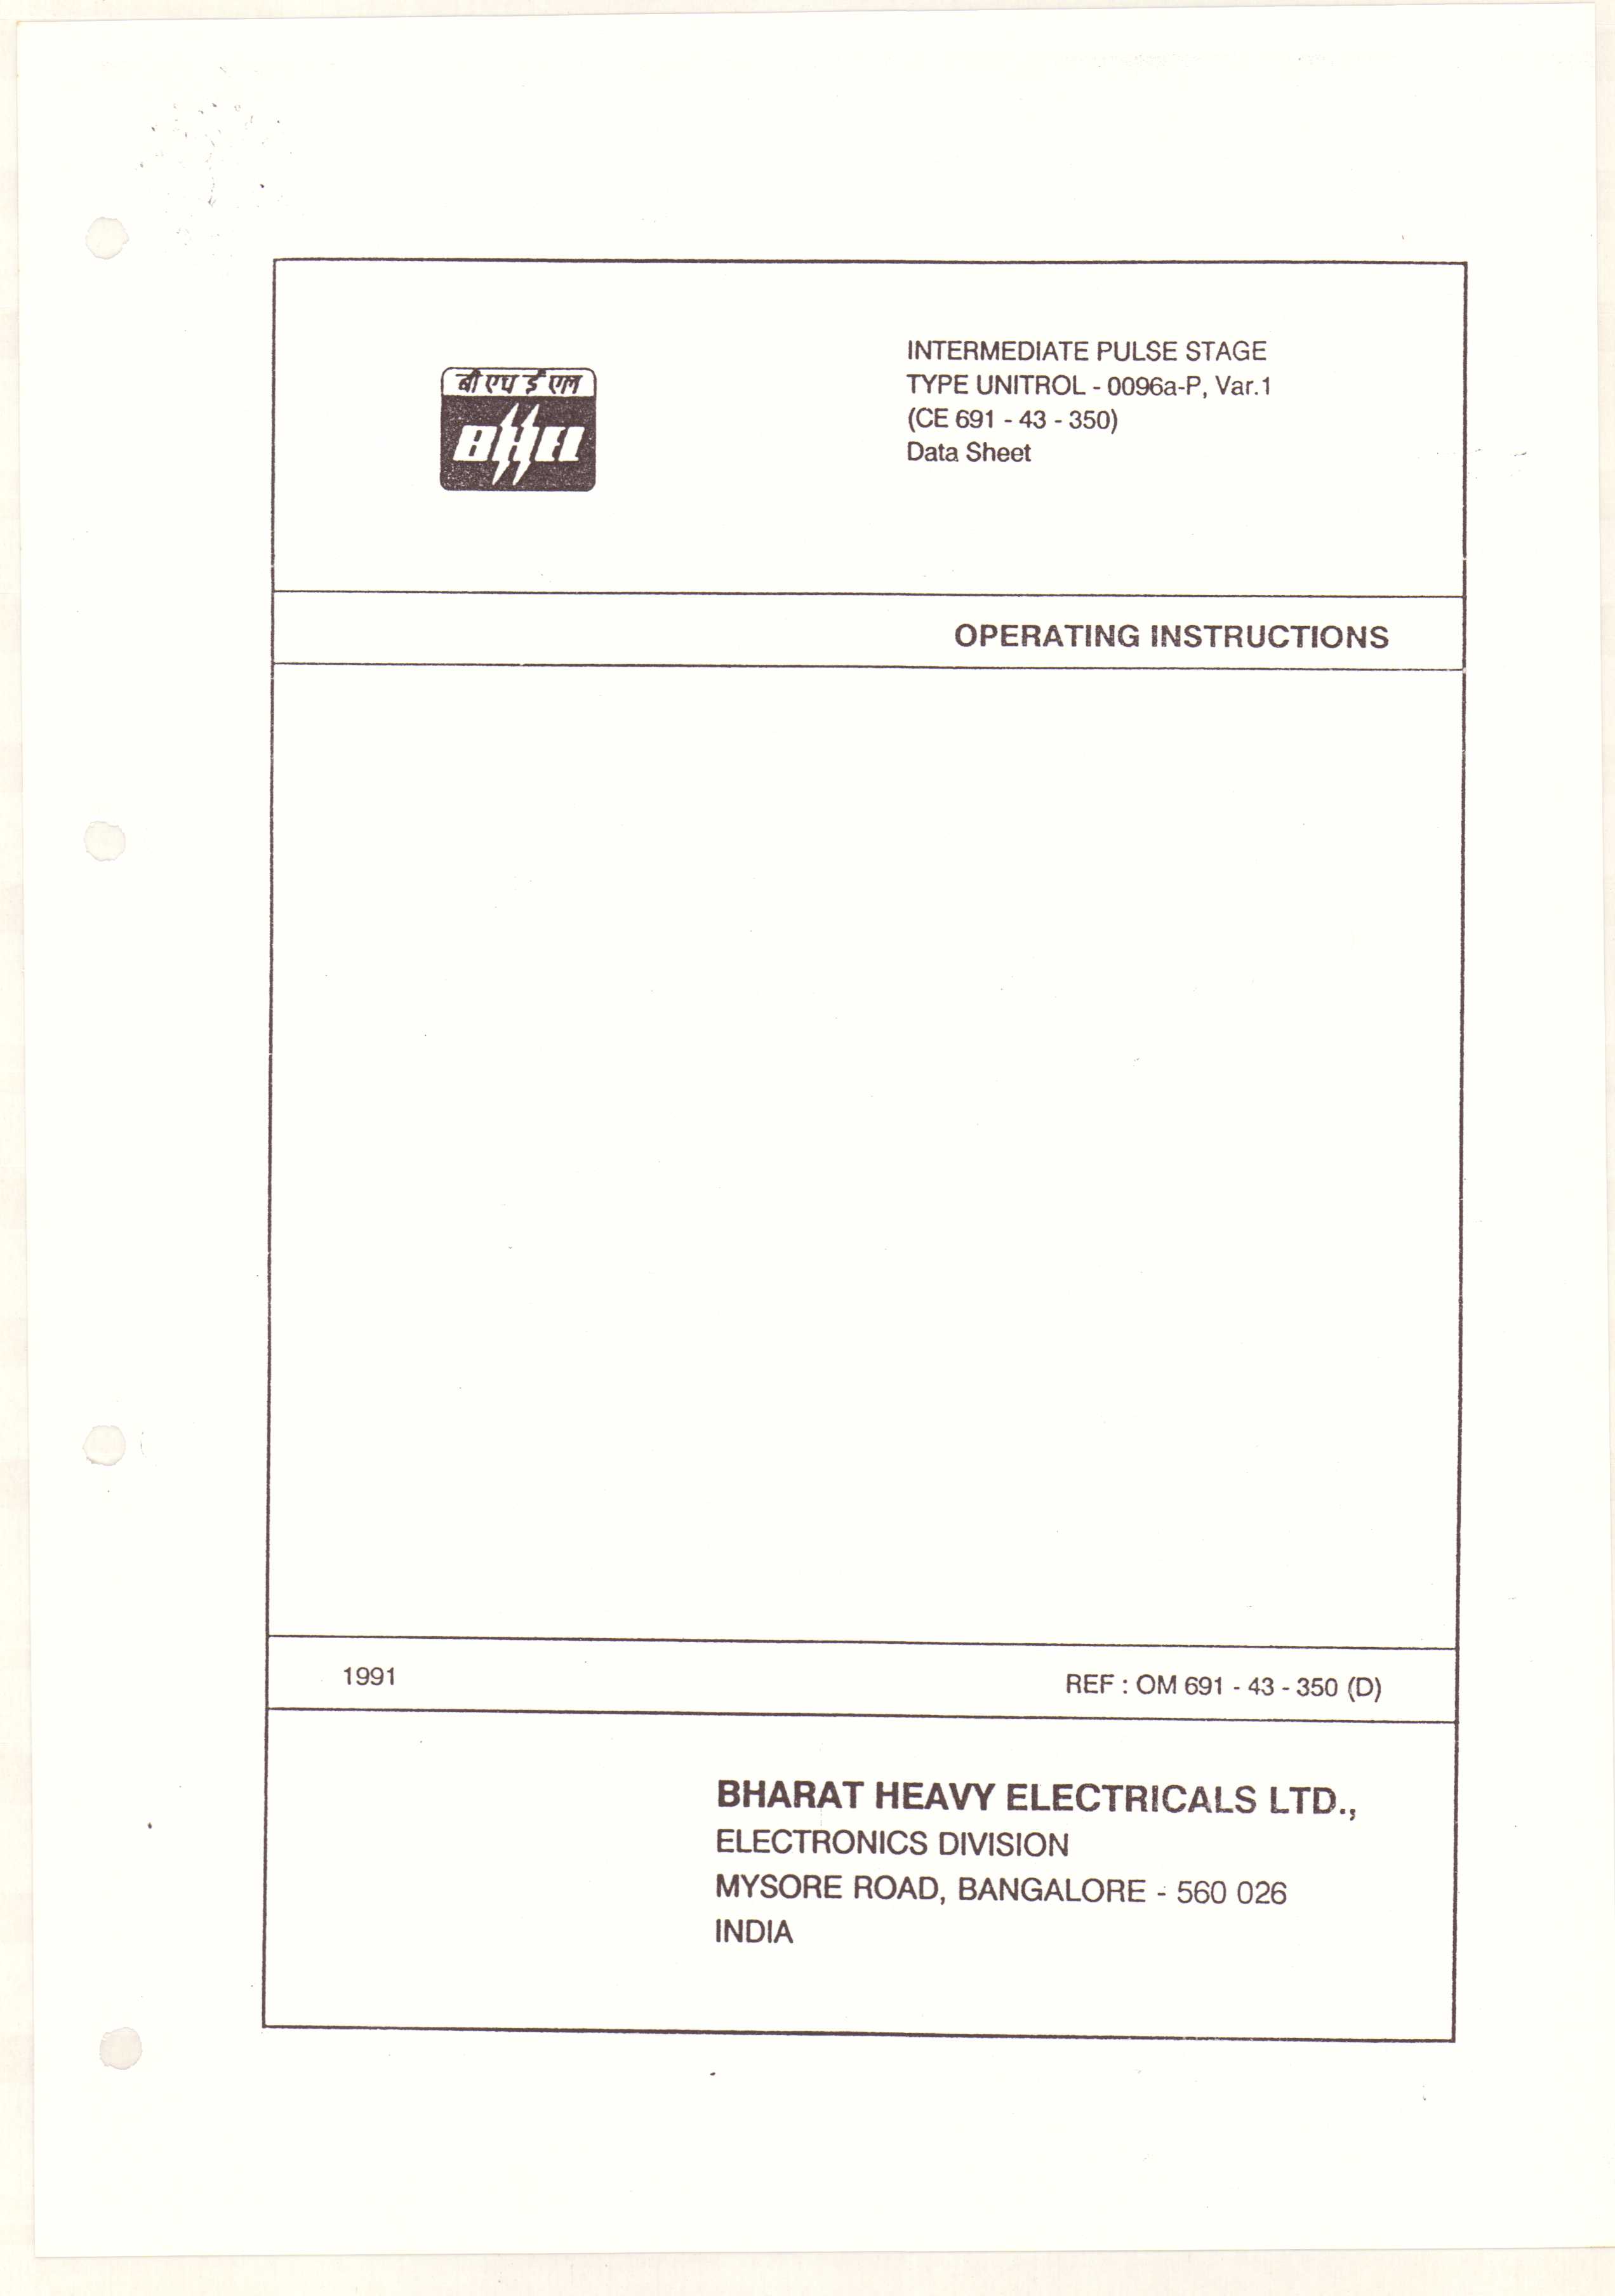 बी एच ई एल
BHEL
INTERMEDIATE PULSE STAGE
TYPE UNITROL - 0096a-P, Var.1
(CE 691 - 43 - 350)
Data Sheet
OPERATING INSTRUCTIONS
1991
REF : OM 691 - 43 - 350 (D)
BHARAT HEAVY ELECTRICALS LTD.,
ELECTRONICS DIVISION
MYSORE ROAD, BANGALORE - 560 026
INDIA